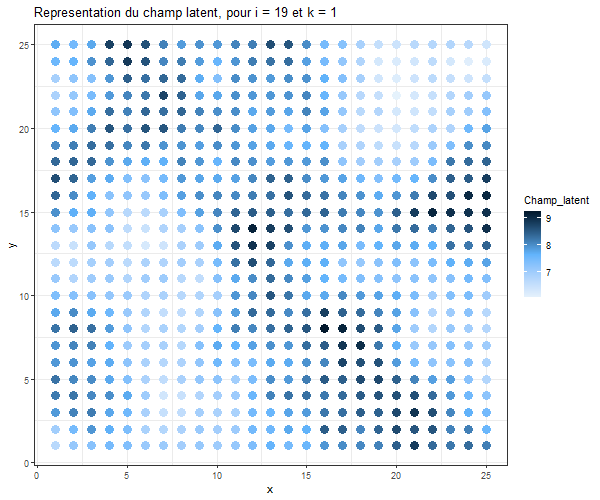 Representation du champ latent, pour i = 19 et k = 1
25
20
15
10
5
0
y
0 5 10 15 20 25
x
Champ_latent
9
8
7